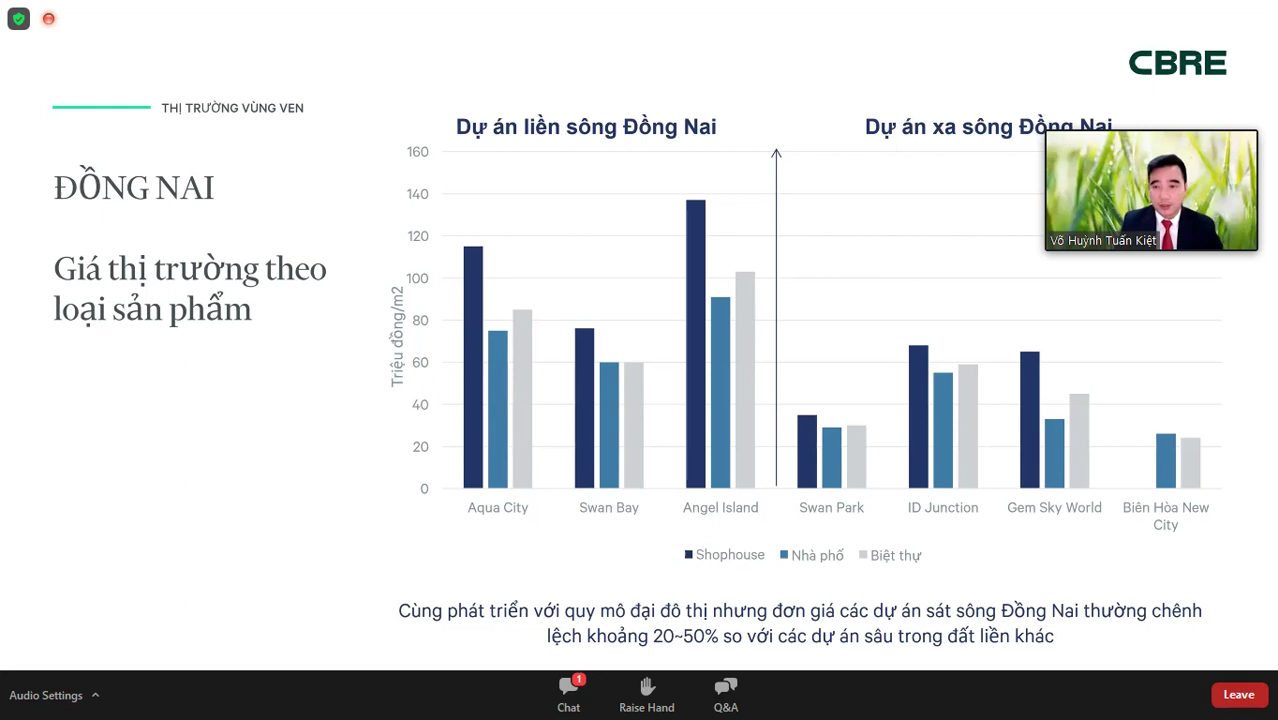 CBRE
THỊ TRƯỜNG VÙNG VEN
ĐỒNG NAI
Giá thị trường theo
loại sản phẩm
Dự án liền sông Đồng Nai
Dự án xa sông Đồng Nai
Võ Huỳnh Tuấn Kiệt
Triệu đồng/m2
160
140
120
100
80
60
40
20
0
Aqua City
Swan Bay
Angel Island
Swan Park
ID Junction
Gem Sky World
Biên Hòa New
City
Shophouse
Nhà phố
Biệt thự
Cùng phát triển với quy mô đại đô thị nhưng đơn giá các dự án sát sông Đồng Nai thường chênh
lệch khoảng 20~50% so với các dự án sâu trong đất liền khác
Audio Settings
1
Chat
Raise Hand
Q&A
Leave